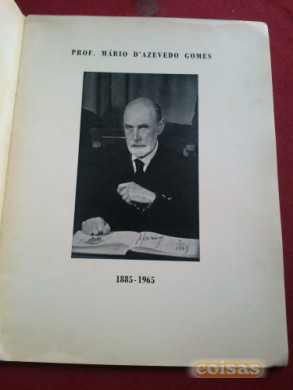 PROF. MÁRIO D'AZEVEDO GOMES
1885-1965
coisas